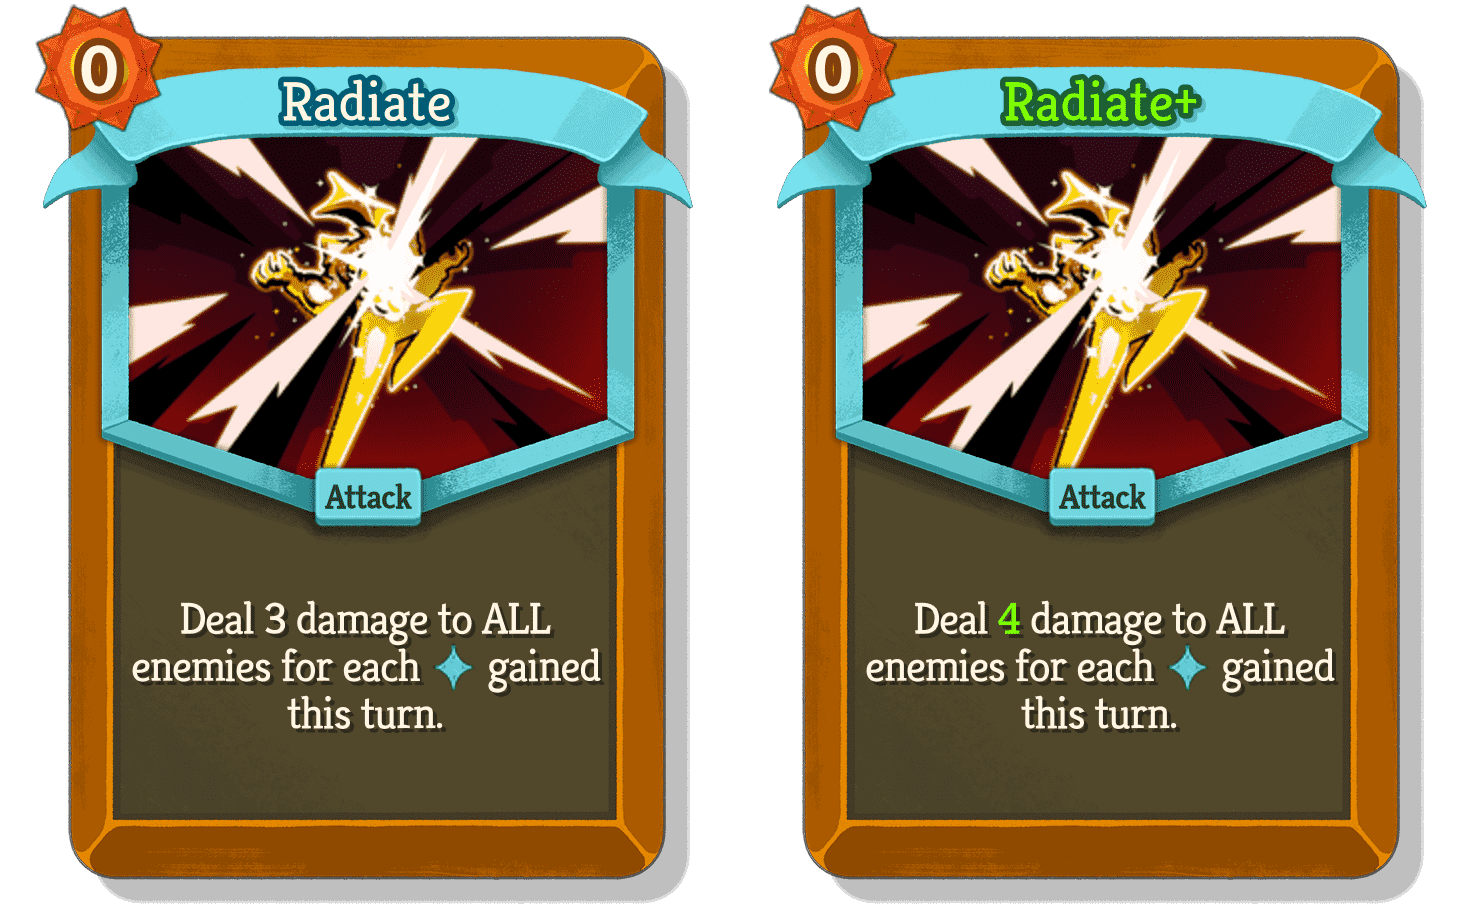 0
Radiate
Attack
Deal 3 damage to ALL
enemies for each gained
this turn.
0
Radiate+
Attack
Deal 4 damage to ALL
enemies for each gained
this turn.